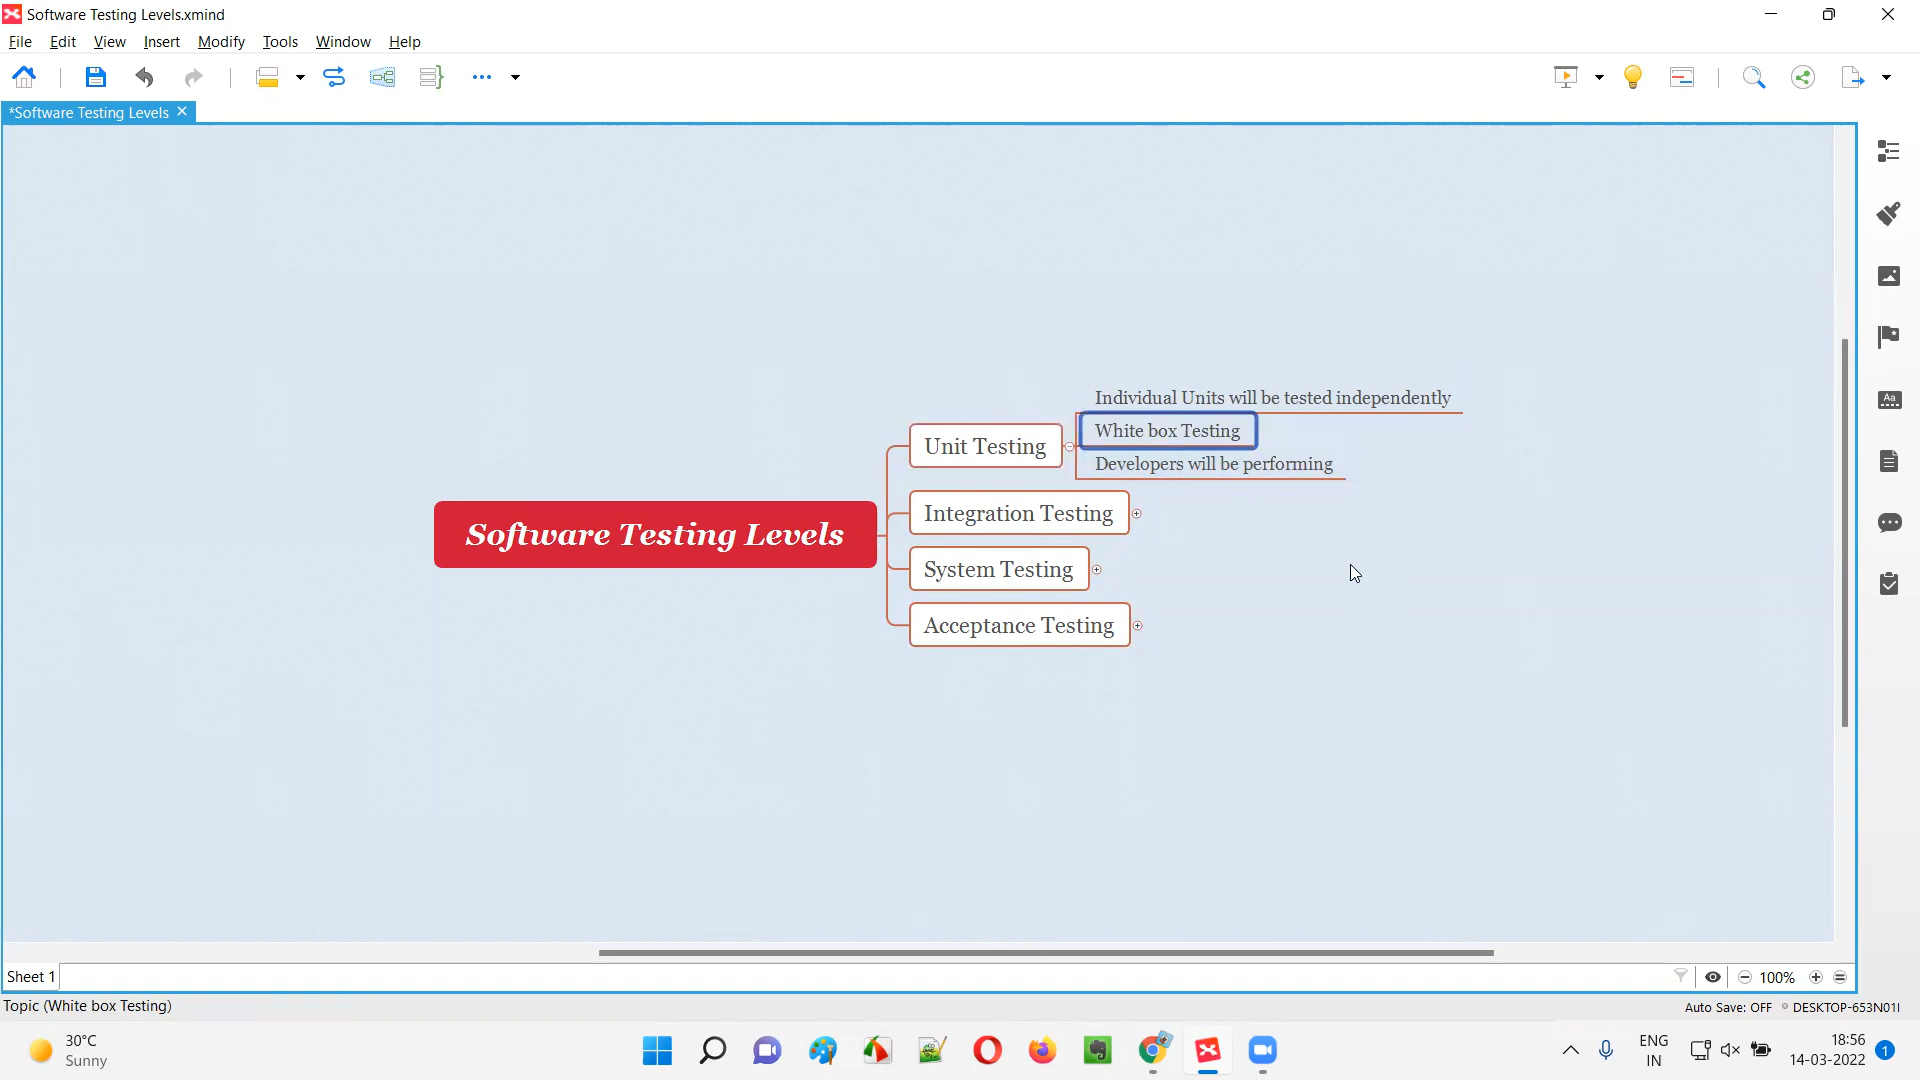 Software Testing Levels.xmind
File Edit View Insert Modify Tools Window Help
*Software Testing Levels
Individual Units will be tested independently
White box Testing
Unit Testing
Developers will be performing
Integration Testing
Software Testing Levels
System Testing
Acceptance Testing
Aa
Sheet 1
100%
Topic (White box Testing)
Auto Save: OFF DESKTOP-653N01I
30°C
Sunny
ENG
IN
18:56
14-03-2022
1